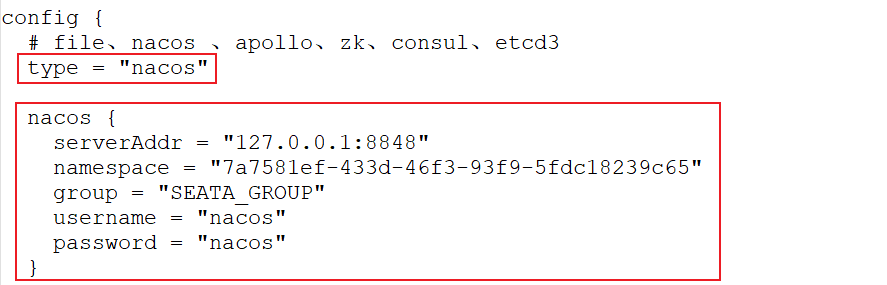 config {
  # file、nacos 、apollo、zk、consul、etcd3
  type = "nacos"
  nacos {
    serverAddr = "127.0.0.1:8848"
    namespace = "7a7581ef-433d-46f3-93f9-5fdc18239c65"
    group = "SEATA_GROUP"
    username = "nacos"
    password = "nacos"
  }